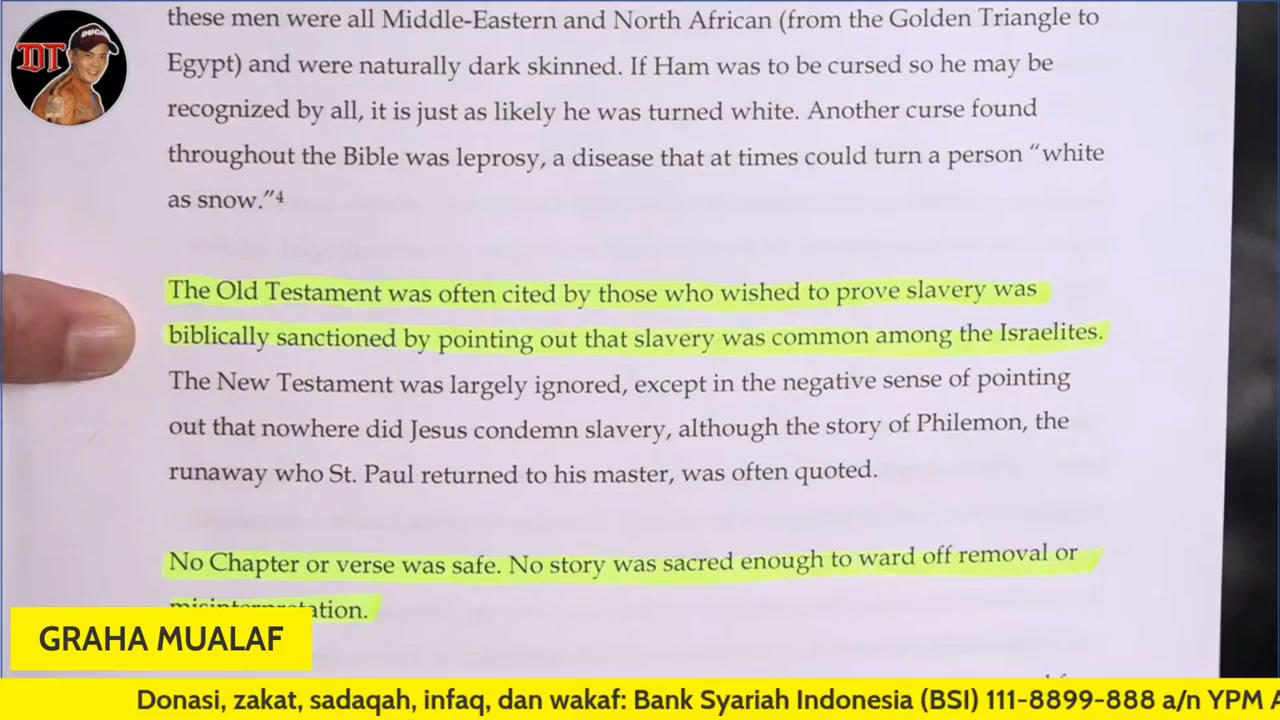 DT
DUCATI
these men were all Middle-Eastern and North African (from the Golden Triangle to
Egypt) and were naturally dark skinned. If Ham was to be cursed so he may be
recognized by all, it is just as likely he was turned white. Another curse found
throughout the Bible was leprosy, a disease that at times could turn a person “white
as snow.”⁴
The Old Testament was often cited by those who wished to prove slavery was
biblically sanctioned by pointing out that slavery was common among the Israelites.
The New Testament was largely ignored, except in the negative sense of pointing
out that nowhere did Jesus condemn slavery, although the story of Philemon, the
runaway who St. Paul returned to his master, was often quoted.
No Chapter or verse was safe. No story was sacred enough to ward off removal or
misinterpretation.
GRAHA MUALAF
Donasi, zakat, sadaqah, infaq, dan wakaf: Bank Syariah Indonesia (BSI) 111-8899-888 a/n YPM A